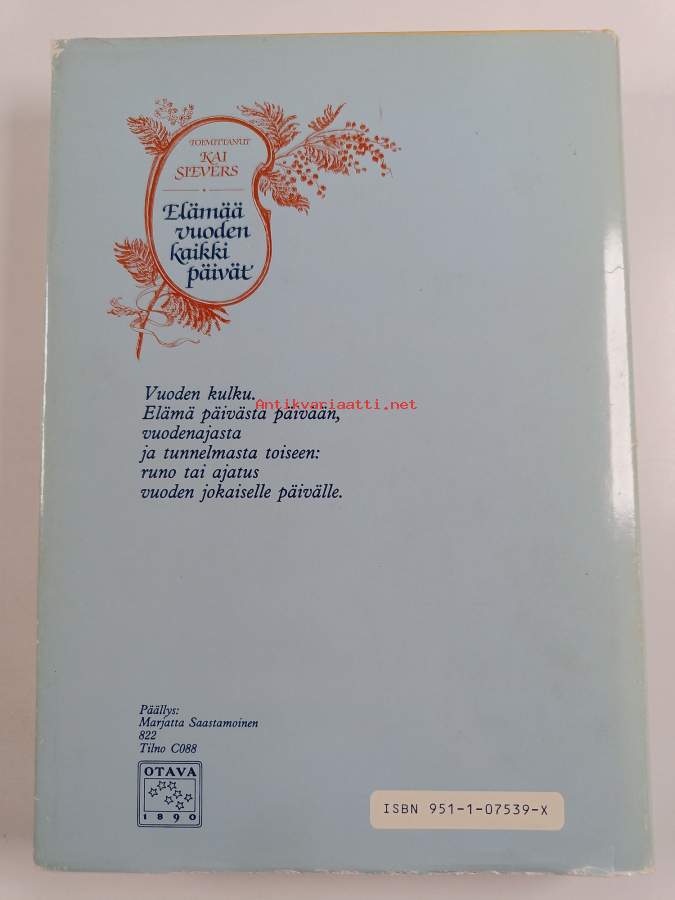 TOIMITTANUT
KAI
SIEVERS
Elämää
vuoden
kaikki
päivät
Vuoden kulku.
Antikvariaatti.net
Elämä päivästä päivään,
vuodenajasta
ja tunnelmasta toiseen:
runo tai ajatus
vuoden jokaiselle päivälle.
Päällys:
Marjatta Saastamoinen
822
Tilno C088
OTAVA
1890
ISBN 951-1-07539-X